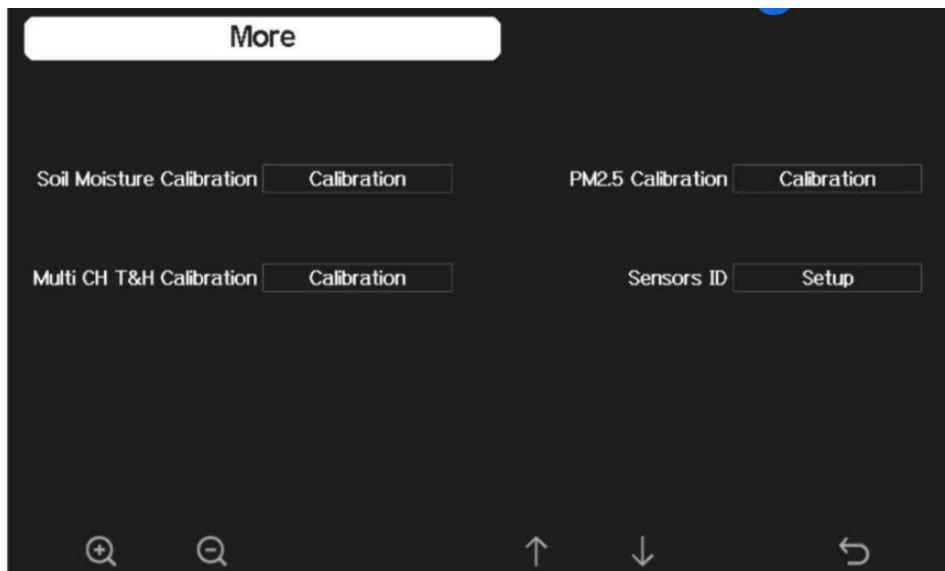 More
Soil Moisture Calibration Calibration PM2.5 Calibration Calibration
Multi CH T&H Calibration Calibration Sensors ID Setup